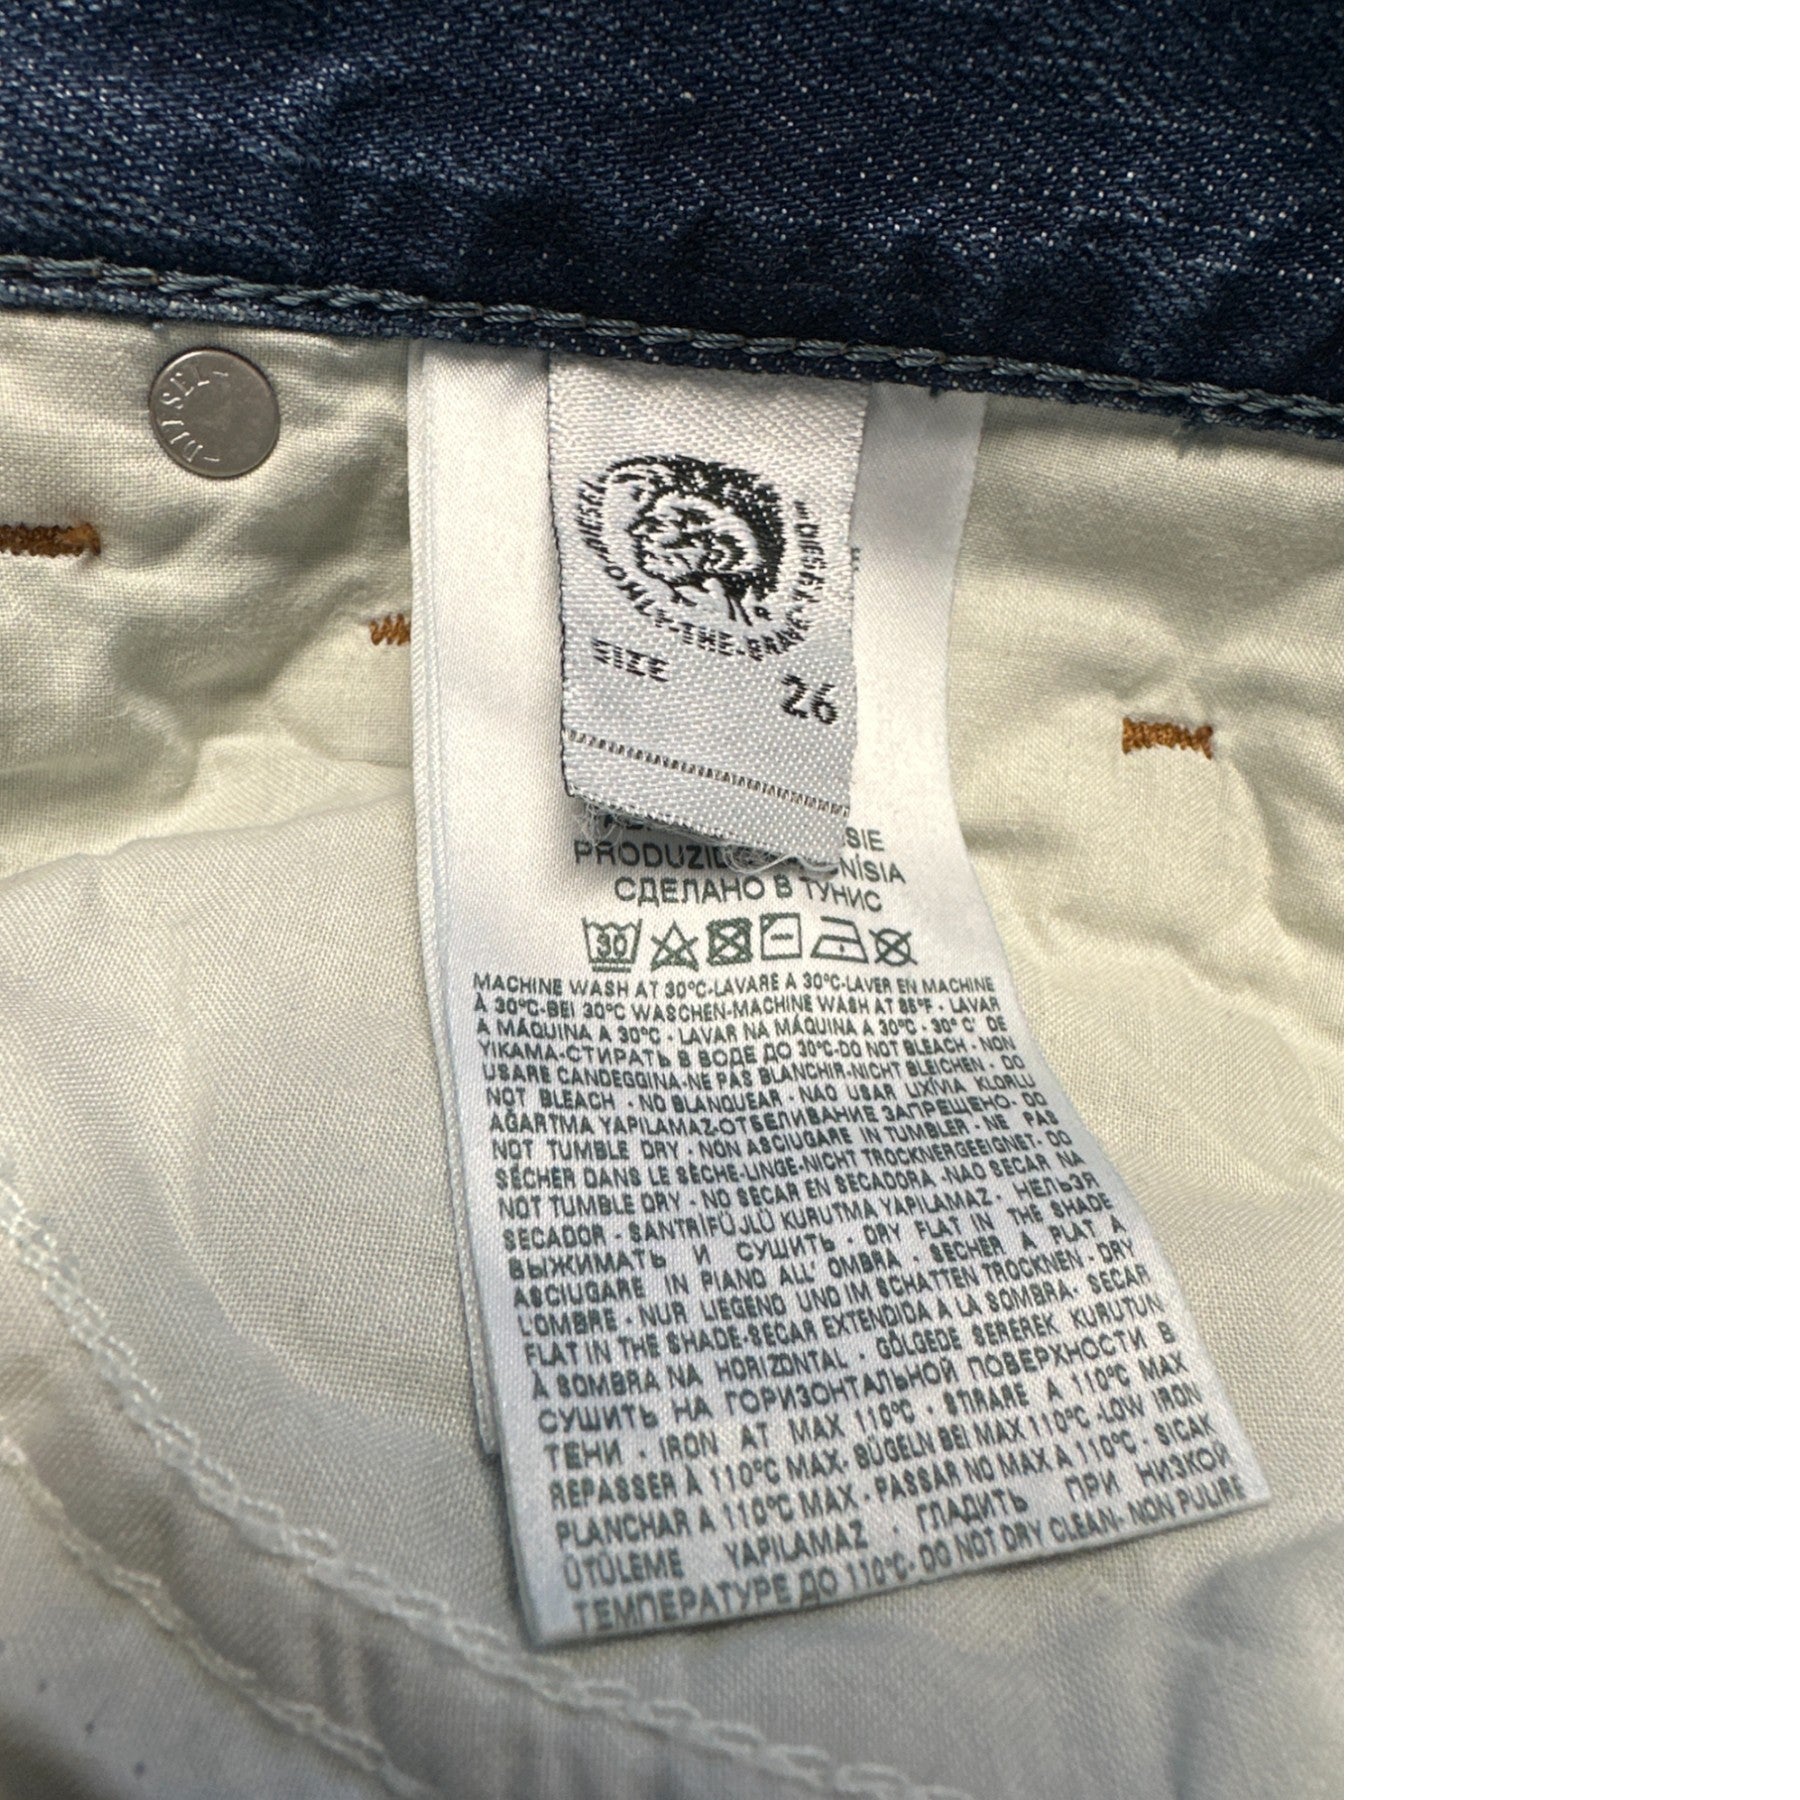 DIESEL
DIESEL-ONLY-THE-BRAVE-DIESEL
SIZE
26
SIE
PRODUZID NÍSIA
СДЕЛАНО В ТУНИС
30
MACHINE WASH AT 30°C-LAVARE A 30°C-LAVER EN MACHINE
À 30°C-BEI 30°C WASCHEN-MACHINE WASH AT 86°F - LAVAR
A MÁQUINA A 30°C - LAVAR NA MÁQUINA A 30°C - 30° C' DE
YIKAMA-СТИРАТЬ В ВОДЕ ДО 30°C-DO NOT BLEACH - NON
USARE CANDEGGINA-NE PAS BLANCHIR-NICHT BLEICHEN - DO
NOT BLEACH - NO BLANQUEAR - NAO USAR LIXÍVIA KLORLU
AĞARTMA YAPILAMAZ-ОТБЕЛИВАНИЕ ЗАПРЕЩЕНО- DO
NOT TUMBLE DRY - NON ASCIUGARE IN TUMBLER - NE PAS
SÉCHER DANS LE SÈCHE-LINGE-NICHT TROCKNERGEEIGNET- DO
NOT TUMBLE DRY - NO SECAR EN SECADORA -NAO SECAR NA
SECADOR - SANTRİFÜJLÜ KURUTMA YAPILAMAZ - НЕЛЬЗЯ
ВЫЖИМАТЬ И СУШИТЬ - DRY FLAT IN THE SHADE
ASCIUGARE IN PIANO ALL' OMBRA - SECHER A PLAT A
L'OMBRE - NUR LIEGEND UND IM SCHATTEN TROCKNEN - DRY
FLAT IN THE SHADE-SECAR EXTENDIDA A LA SOMBRA- SECAR
À SOMBRA NA HORIZONTAL - GÖLGEDE SEREREK KURUTUN
СУШИТЬ НА ГОРИЗОНТАЛЬНОЙ ПОВЕРХНОСТИ В
ТЕНИ - IRON AT MAX 110°C - STIRARE A 110°C MAX
REPASSER À 110°C MAX- BÜGELN BEI MAX 110°C -LOW IRON
PLANCHAR A 110°C MAX - PASSAR NO MAX A 110°C - SICAK
ÜTÜLEME YAPILAMAZ - ГЛАДИТЬ ПРИ НИЗКОЙ
ТЕМПЕРАТУРЕ ДО 110°C- DO NOT DRY CLEAN- NON PULIRE